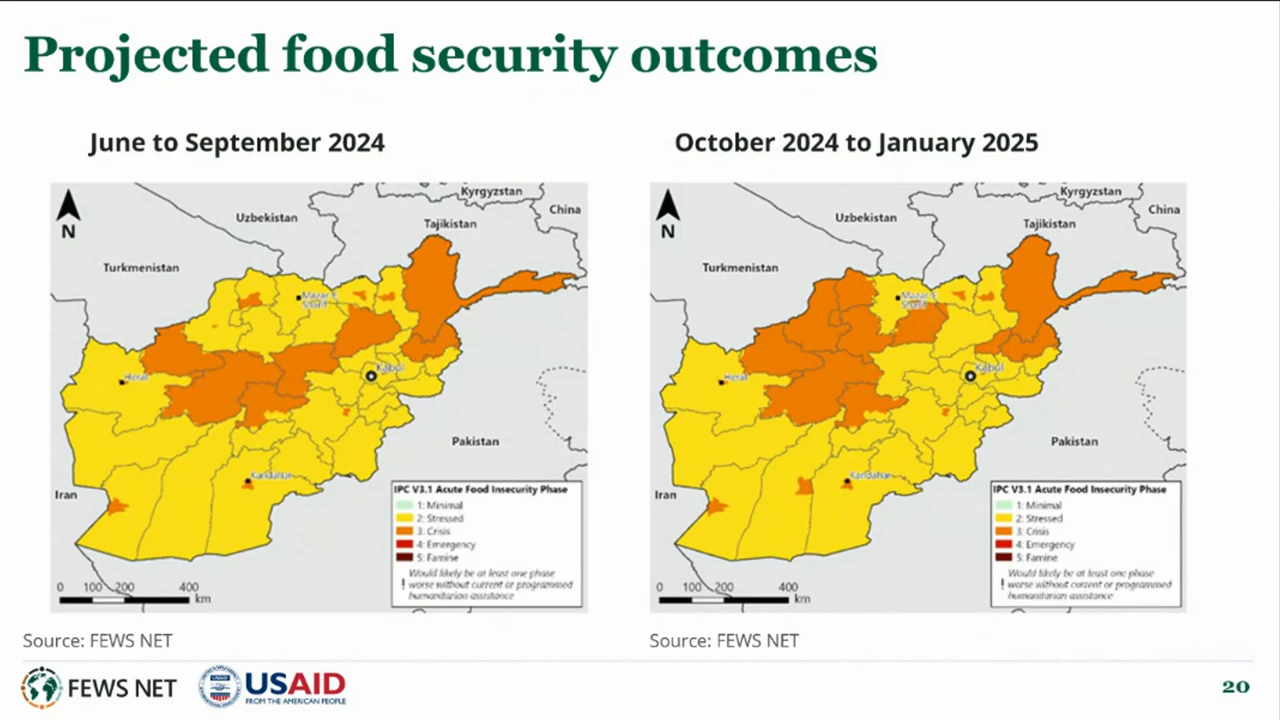 Projected food security outcomes
June to September 2024
October 2024 to January 2025
N
Uzbekistan
Kyrgyzstan
China
Tajikistan
Turkmenistan
Mazar-E
Sharif
Herat
Kabul
Pakistan
Kandahar
Iran
IPC V3.1 Acute Food Insecurity Phase
1: Minimal
2: Stressed
3: Crisis
4: Emergency
5: Famine
Would likely be at least one phase
! worse without current or programmed
humanitarian assistance
0 100 200 400
km
N
Uzbekistan
Kyrgyzstan
China
Tajikistan
Turkmenistan
Mazar-E
Sharif
Herat
Kabul
Pakistan
Kandahar
Iran
IPC V3.1 Acute Food Insecurity Phase
1: Minimal
2: Stressed
3: Crisis
4: Emergency
5: Famine
Would likely be at least one phase
! worse without current or programmed
humanitarian assistance
0 100 200 400
km
Source: FEWS NET
Source: FEWS NET
FEWS NET
USAID
FROM THE AMERICAN PEOPLE
20